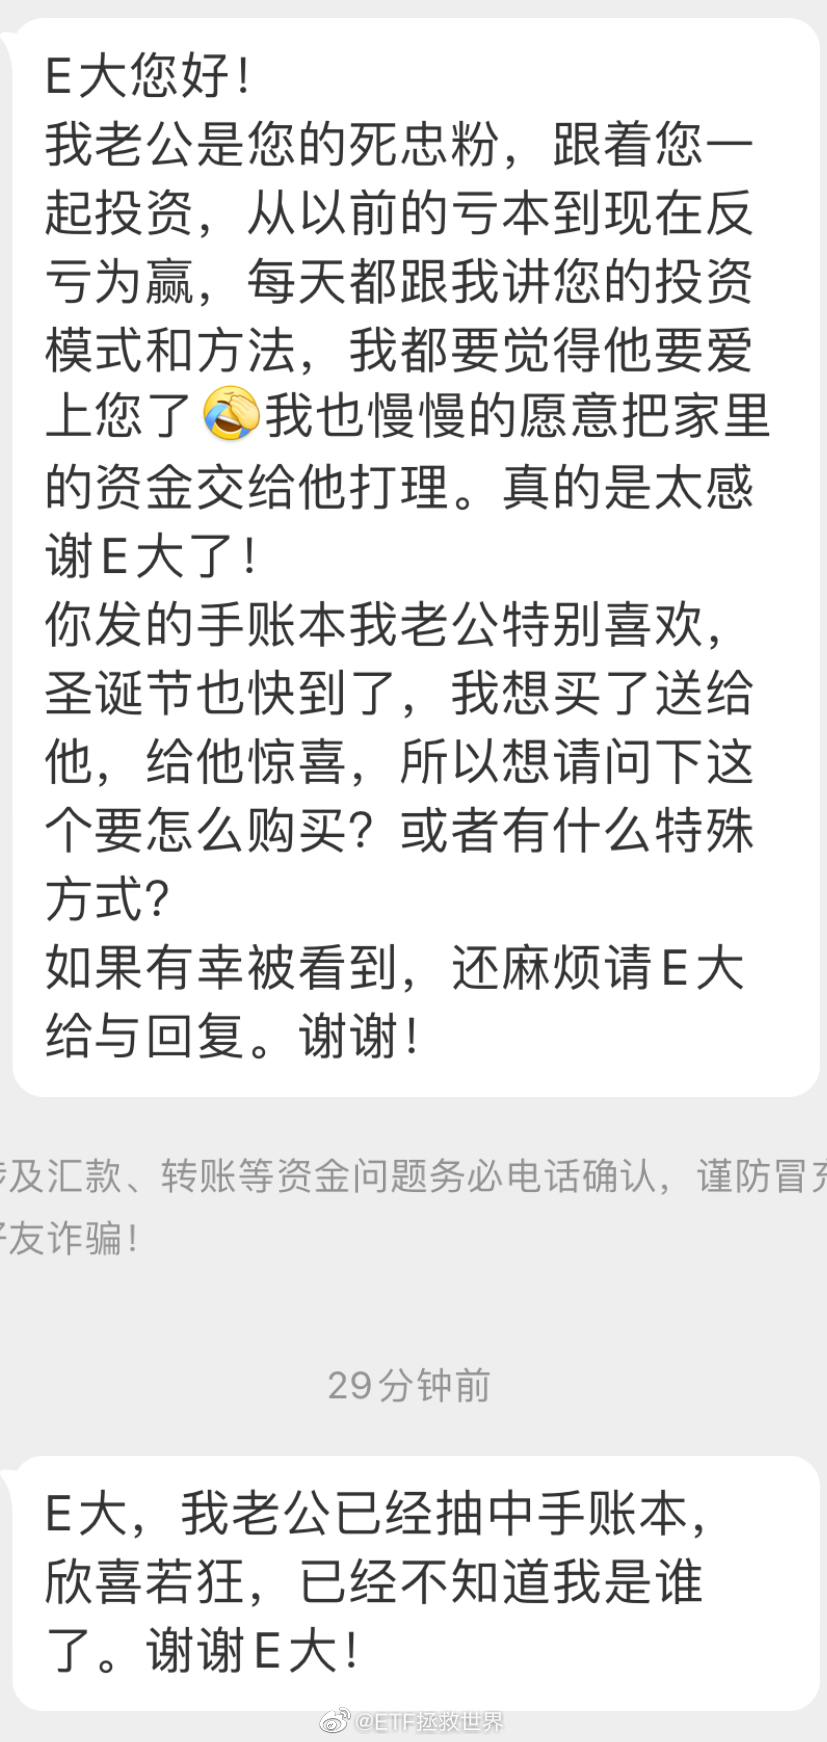 E大您好！
我老公是您的死忠粉，跟着您一
起投资，从以前的亏本到现在反
亏为赢，每天都跟我讲您的投资
模式和方法，我都要觉得他要爱
上您了🤣我也慢慢的愿意把家里
的资金交给他打理。真的是太感
谢E大了！
你发的手账本我老公特别喜欢，
圣诞节也快到了，我想买了送给
他，给他惊喜，所以想请问下这
个要怎么购买？或者有什么特殊
方式？
如果有幸被看到，还麻烦请E大
给与回复。谢谢！
及汇款、转账等资金问题务必电话确认，谨防冒充
友诈骗！
29分钟前
E大，我老公已经抽中手账本，
欣喜若狂，已经不知道我是谁
了。谢谢E大！
@ETF拯救世界